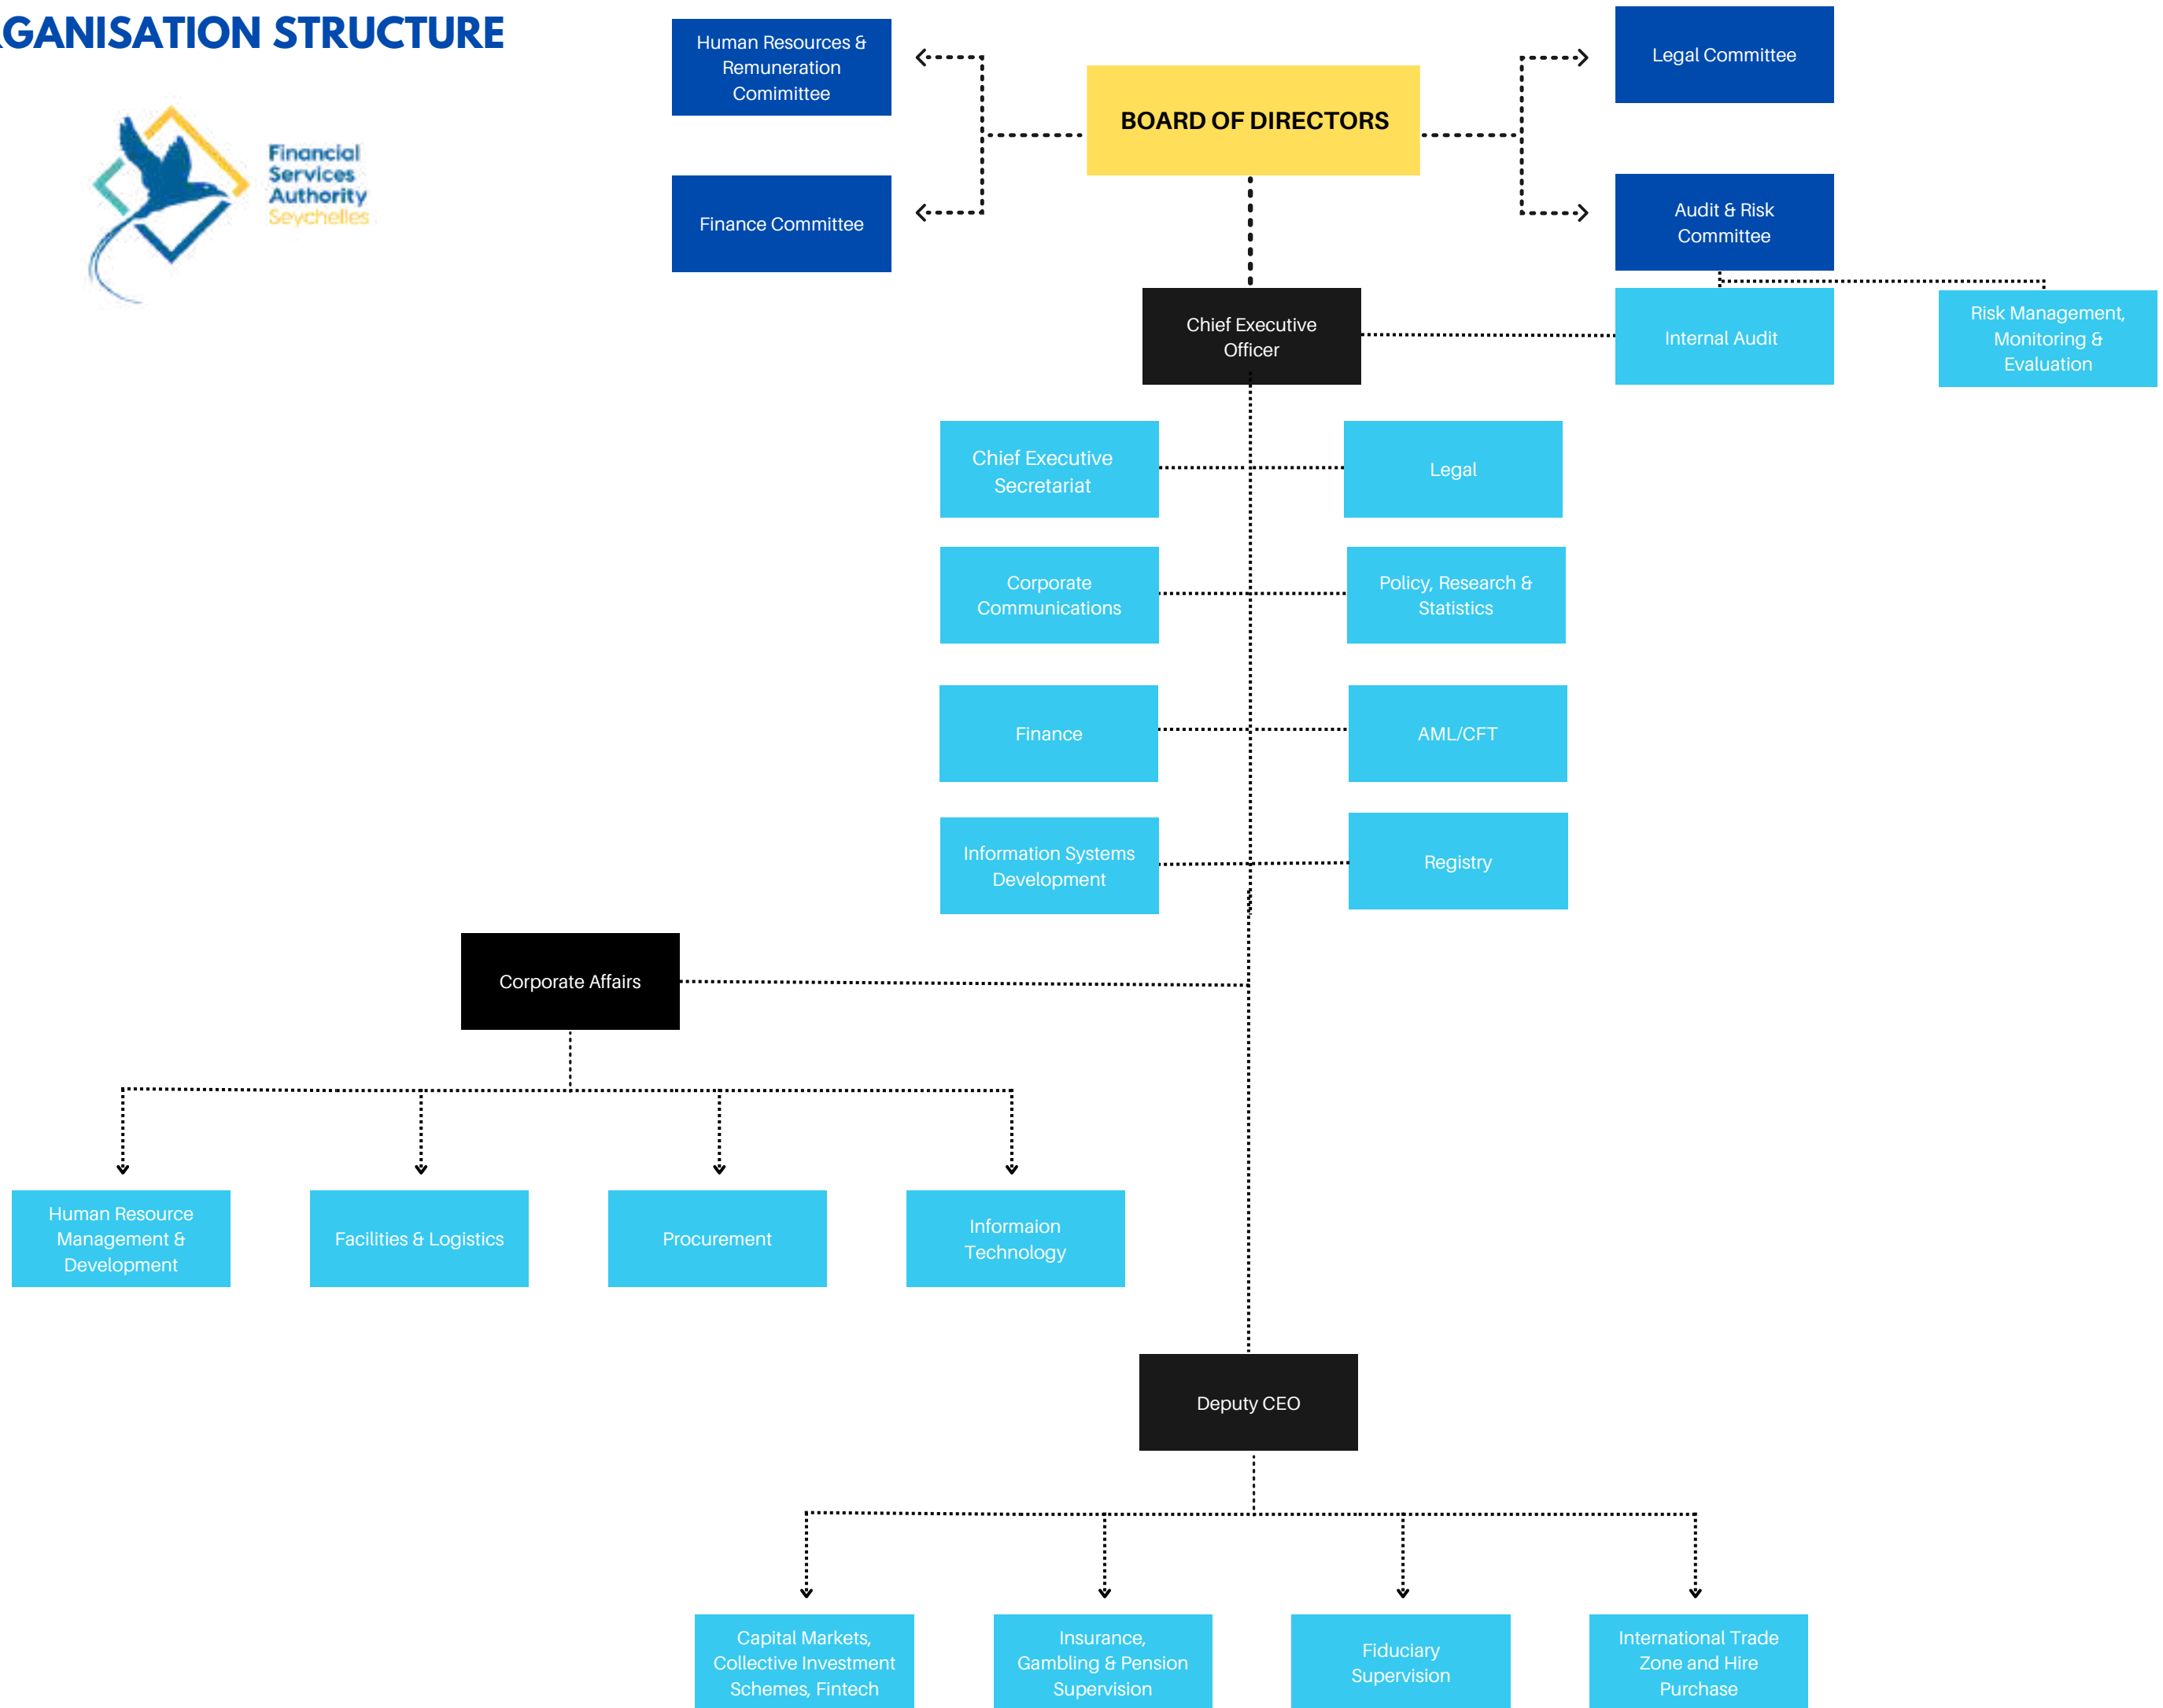 RGANISATION STRUCTURE
Financial
Services
Authority
Seychelles
Human Resources &
Remuneration
Comimittee
Finance Committee
BOARD OF DIRECTORS
Legal Committee
Audit & Risk
Committee
Chief Executive
Officer
Internal Audit
Risk Management,
Monitoring &
Evaluation
Chief Executive
Secretariat
Legal
Corporate
Communications
Policy, Research &
Statistics
Finance
AML/CFT
Information Systems
Development
Registry
Corporate Affairs
Human Resource
Management &
Development
Facilities & Logistics
Procurement
Informaion
Technology
Deputy CEO
Capital Markets,
Collective Investment
Schemes, Fintech
Insurance,
Gambling & Pension
Supervision
Fiduciary
Supervision
International Trade
Zone and Hire
Purchase